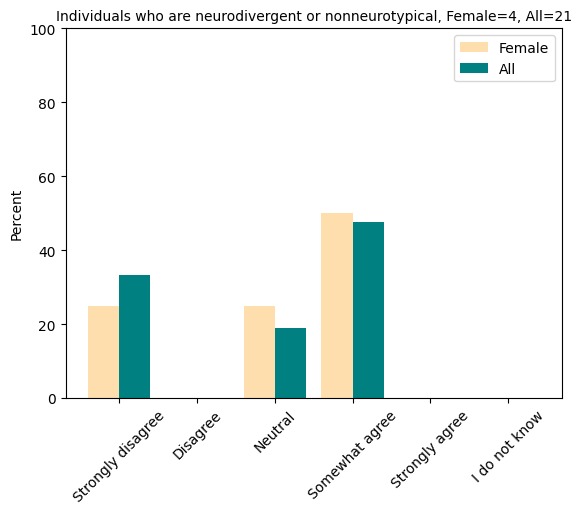 Individuals who are neurodivergent or nonneurotypical, Female=4, All=21
100
80
60
40
20
0
Percent
Female
All
Strongly disagree
Disagree
Neutral
Somewhat agree
Strongly agree
I do not know